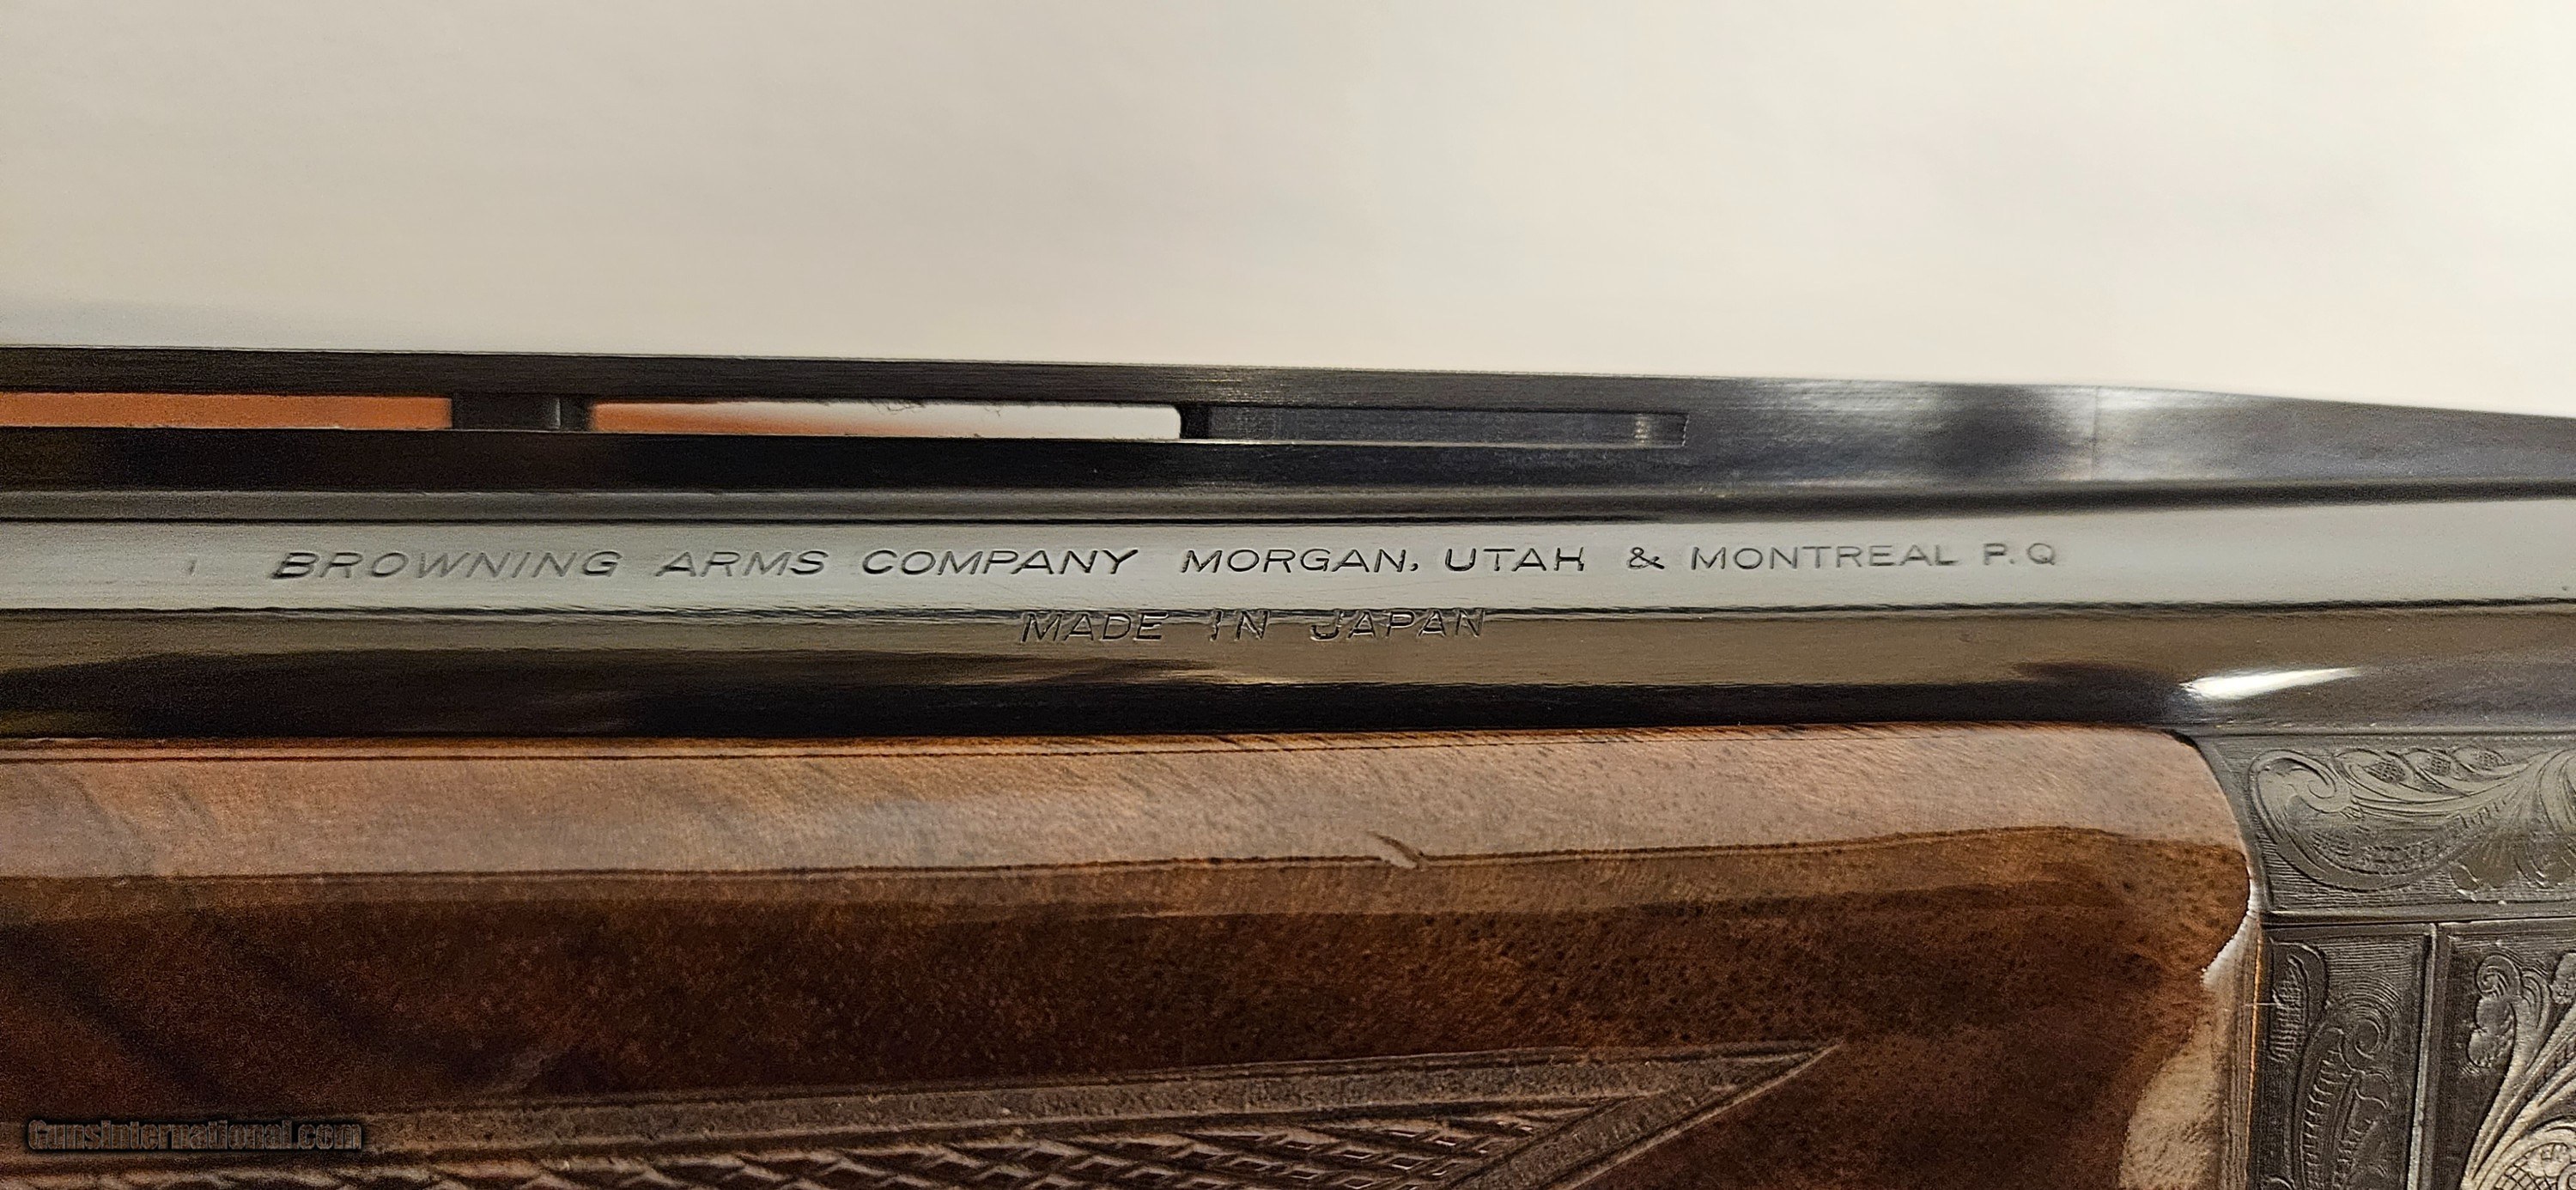 BROWNING ARMS COMPANY MORGAN, UTAH & MONTREAL P.Q
MADE IN JAPAN
GunsInternational.com